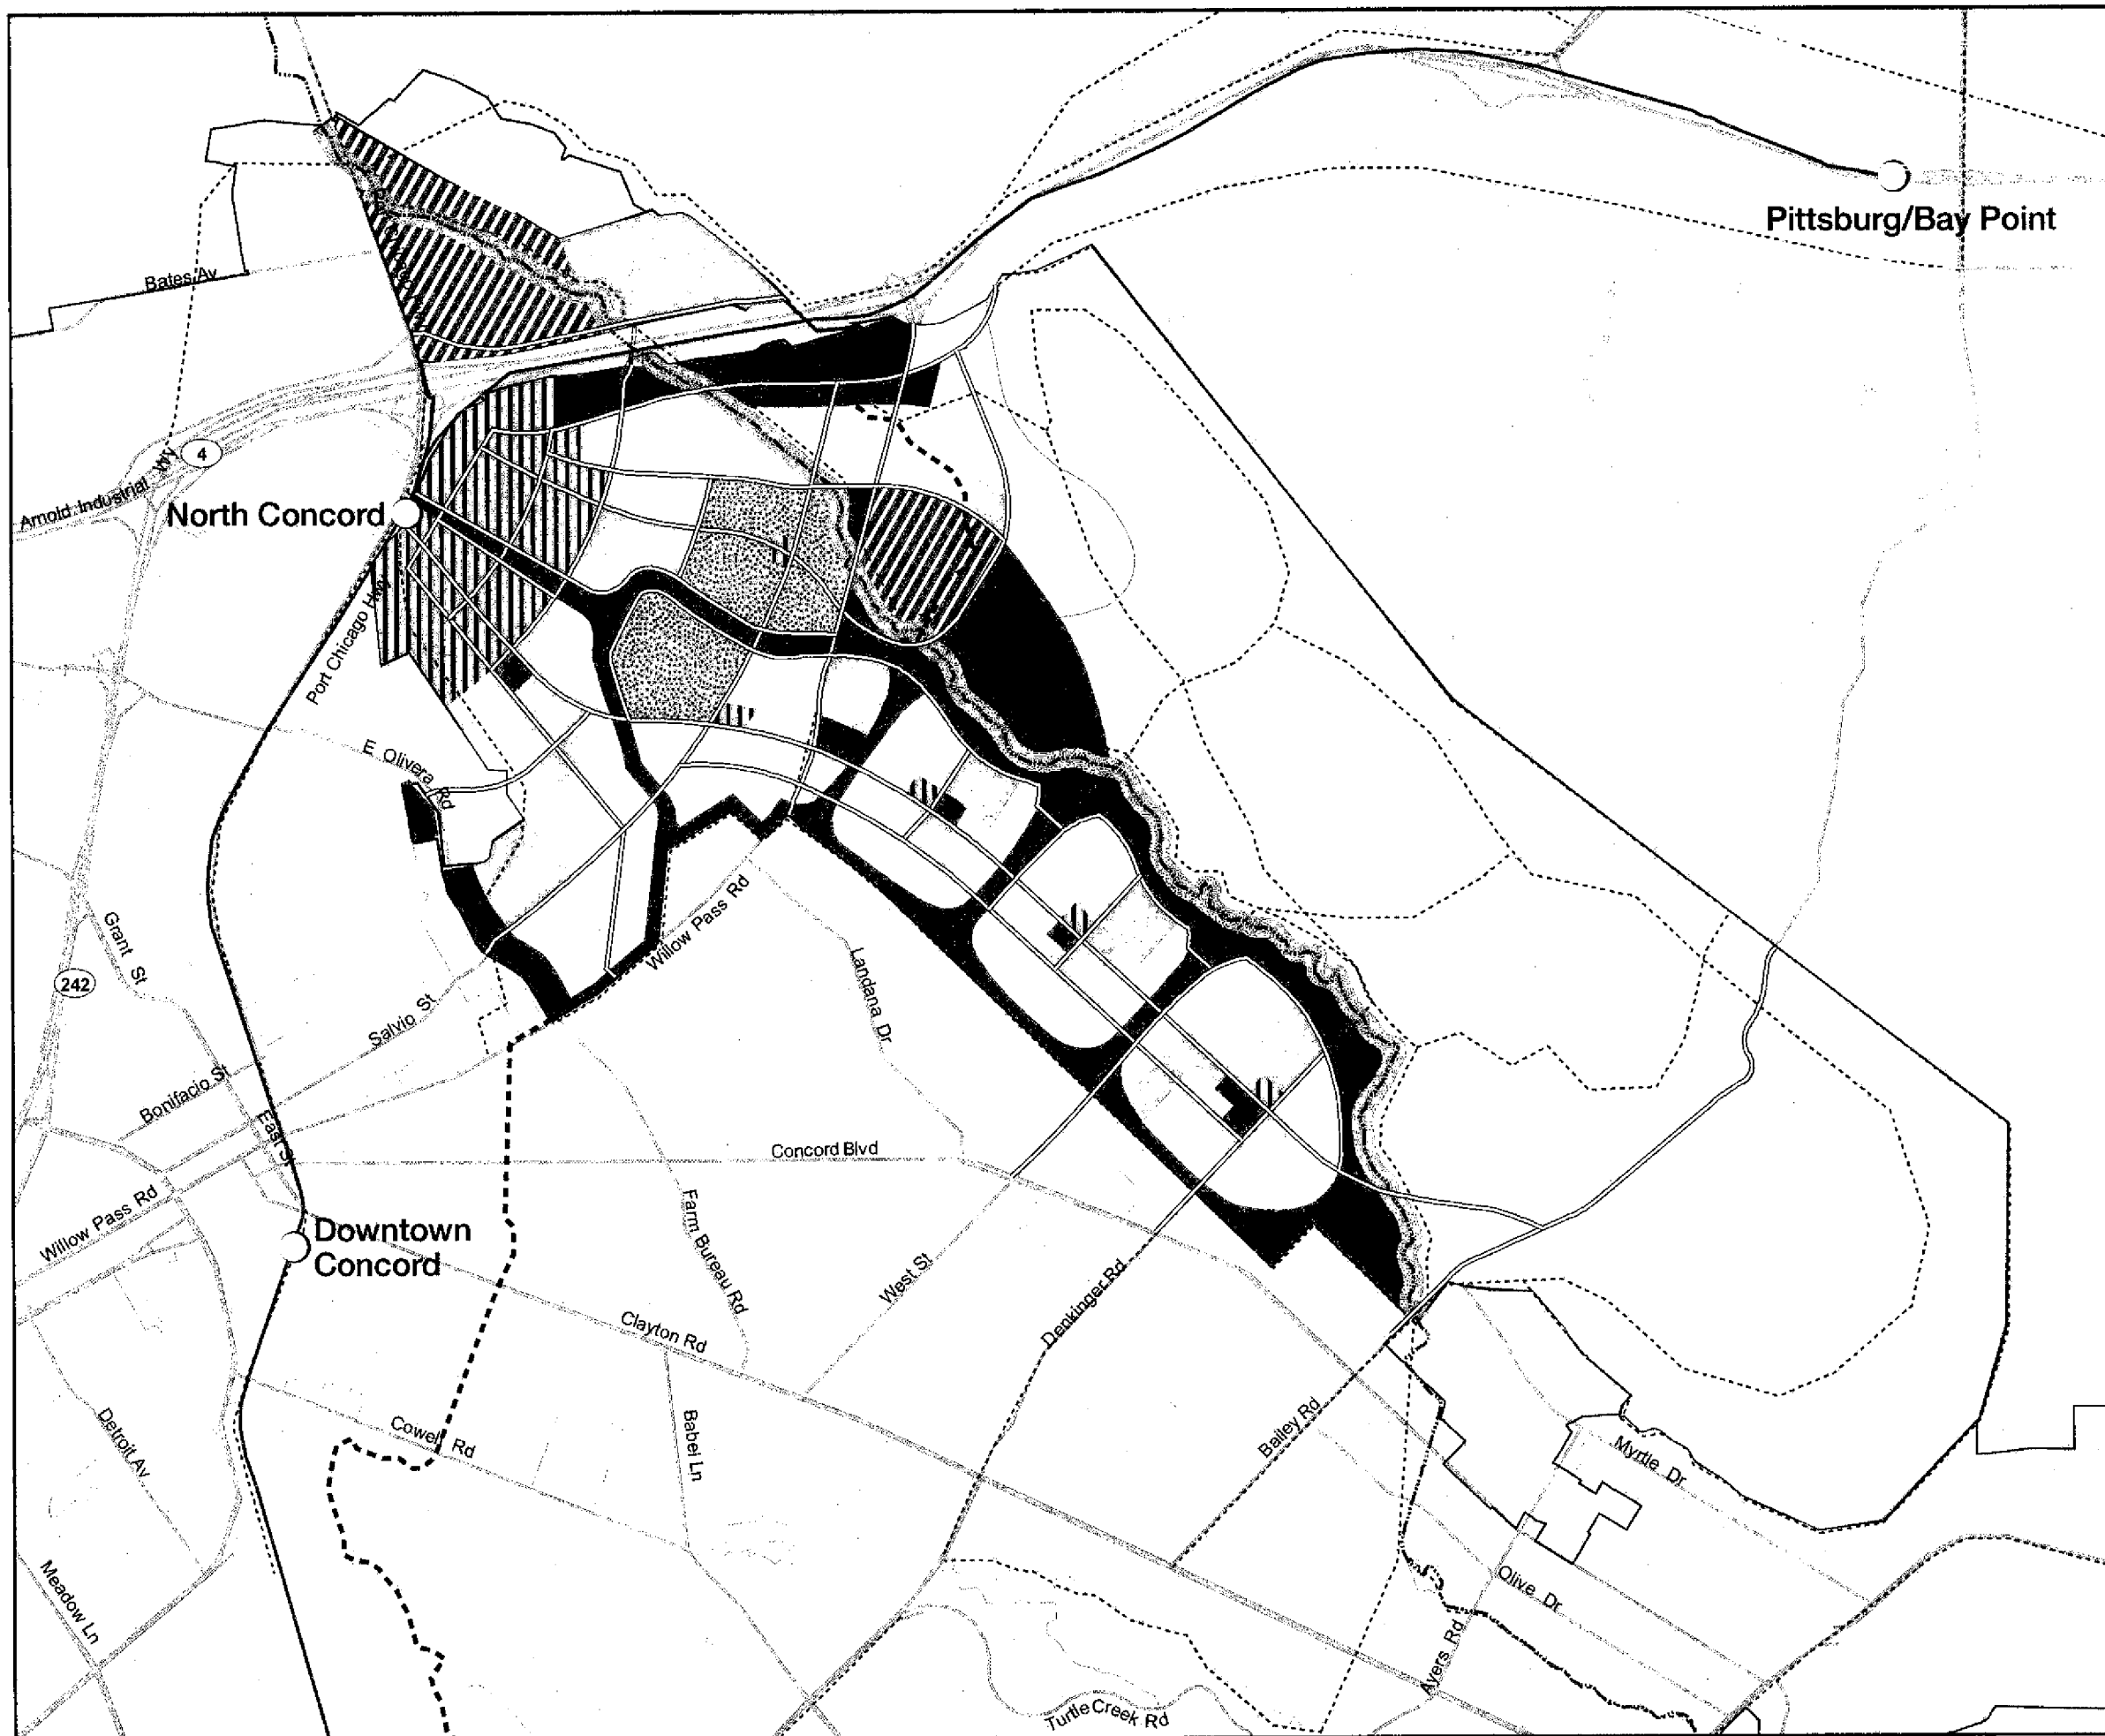 Pittsburg/Bay Point
Bates Av
4
Arnold Industrial Wy
North Concord
Port Chicago Hwy
E Olivera Rd
Grant St
242
Willow Pass Rd
Landana Dr
Salvio St
Bonifacio St
East St
Concord Blvd
Willow Pass Rd
Downtown
Concord
Farm Bureau Rd
West St
Denkinger Rd
Clayton Rd
Detroit Av
Cowell Rd
Babel Ln
Bailey Rd
Myrtle Dr
Meadow Ln
Olive Dr
Ayers Rd
Turtle Creek Rd